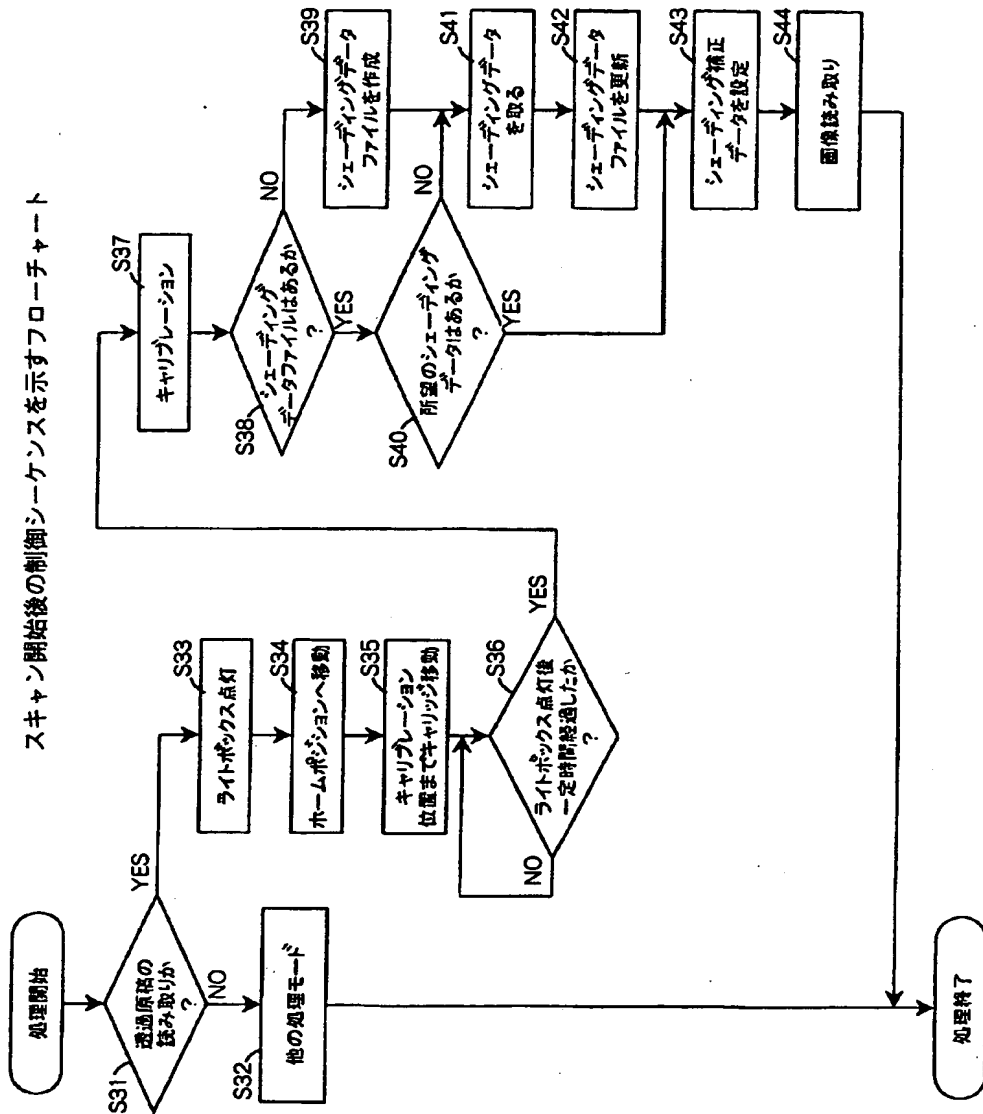 スキャン開始後の制御シーケンスを示すフローチャート
処理開始
S31
透過原稿の
読み取りか
?
YES
NO
S32
他の処理モード
S33
ライトボックス点灯
S34
ホームポジションへ移動
S35
キャリブレーション
位置までキャリッジ移動
S36
ライトボックス点灯後
一定時間経過したか
?
NO
YES
S37
キャリブレーション
S38
シェーディング
データファイルはあるか
?
NO
YES
S39
シェーディングデータ
ファイルを作成
S40
所望のシェーディング
データはあるか
?
NO
YES
S41
シェーディングデータ
を取る
S42
シェーディングデータ
ファイルを更新
S43
シェーディング補正
データを設定
S44
画像読み取り
処理終了